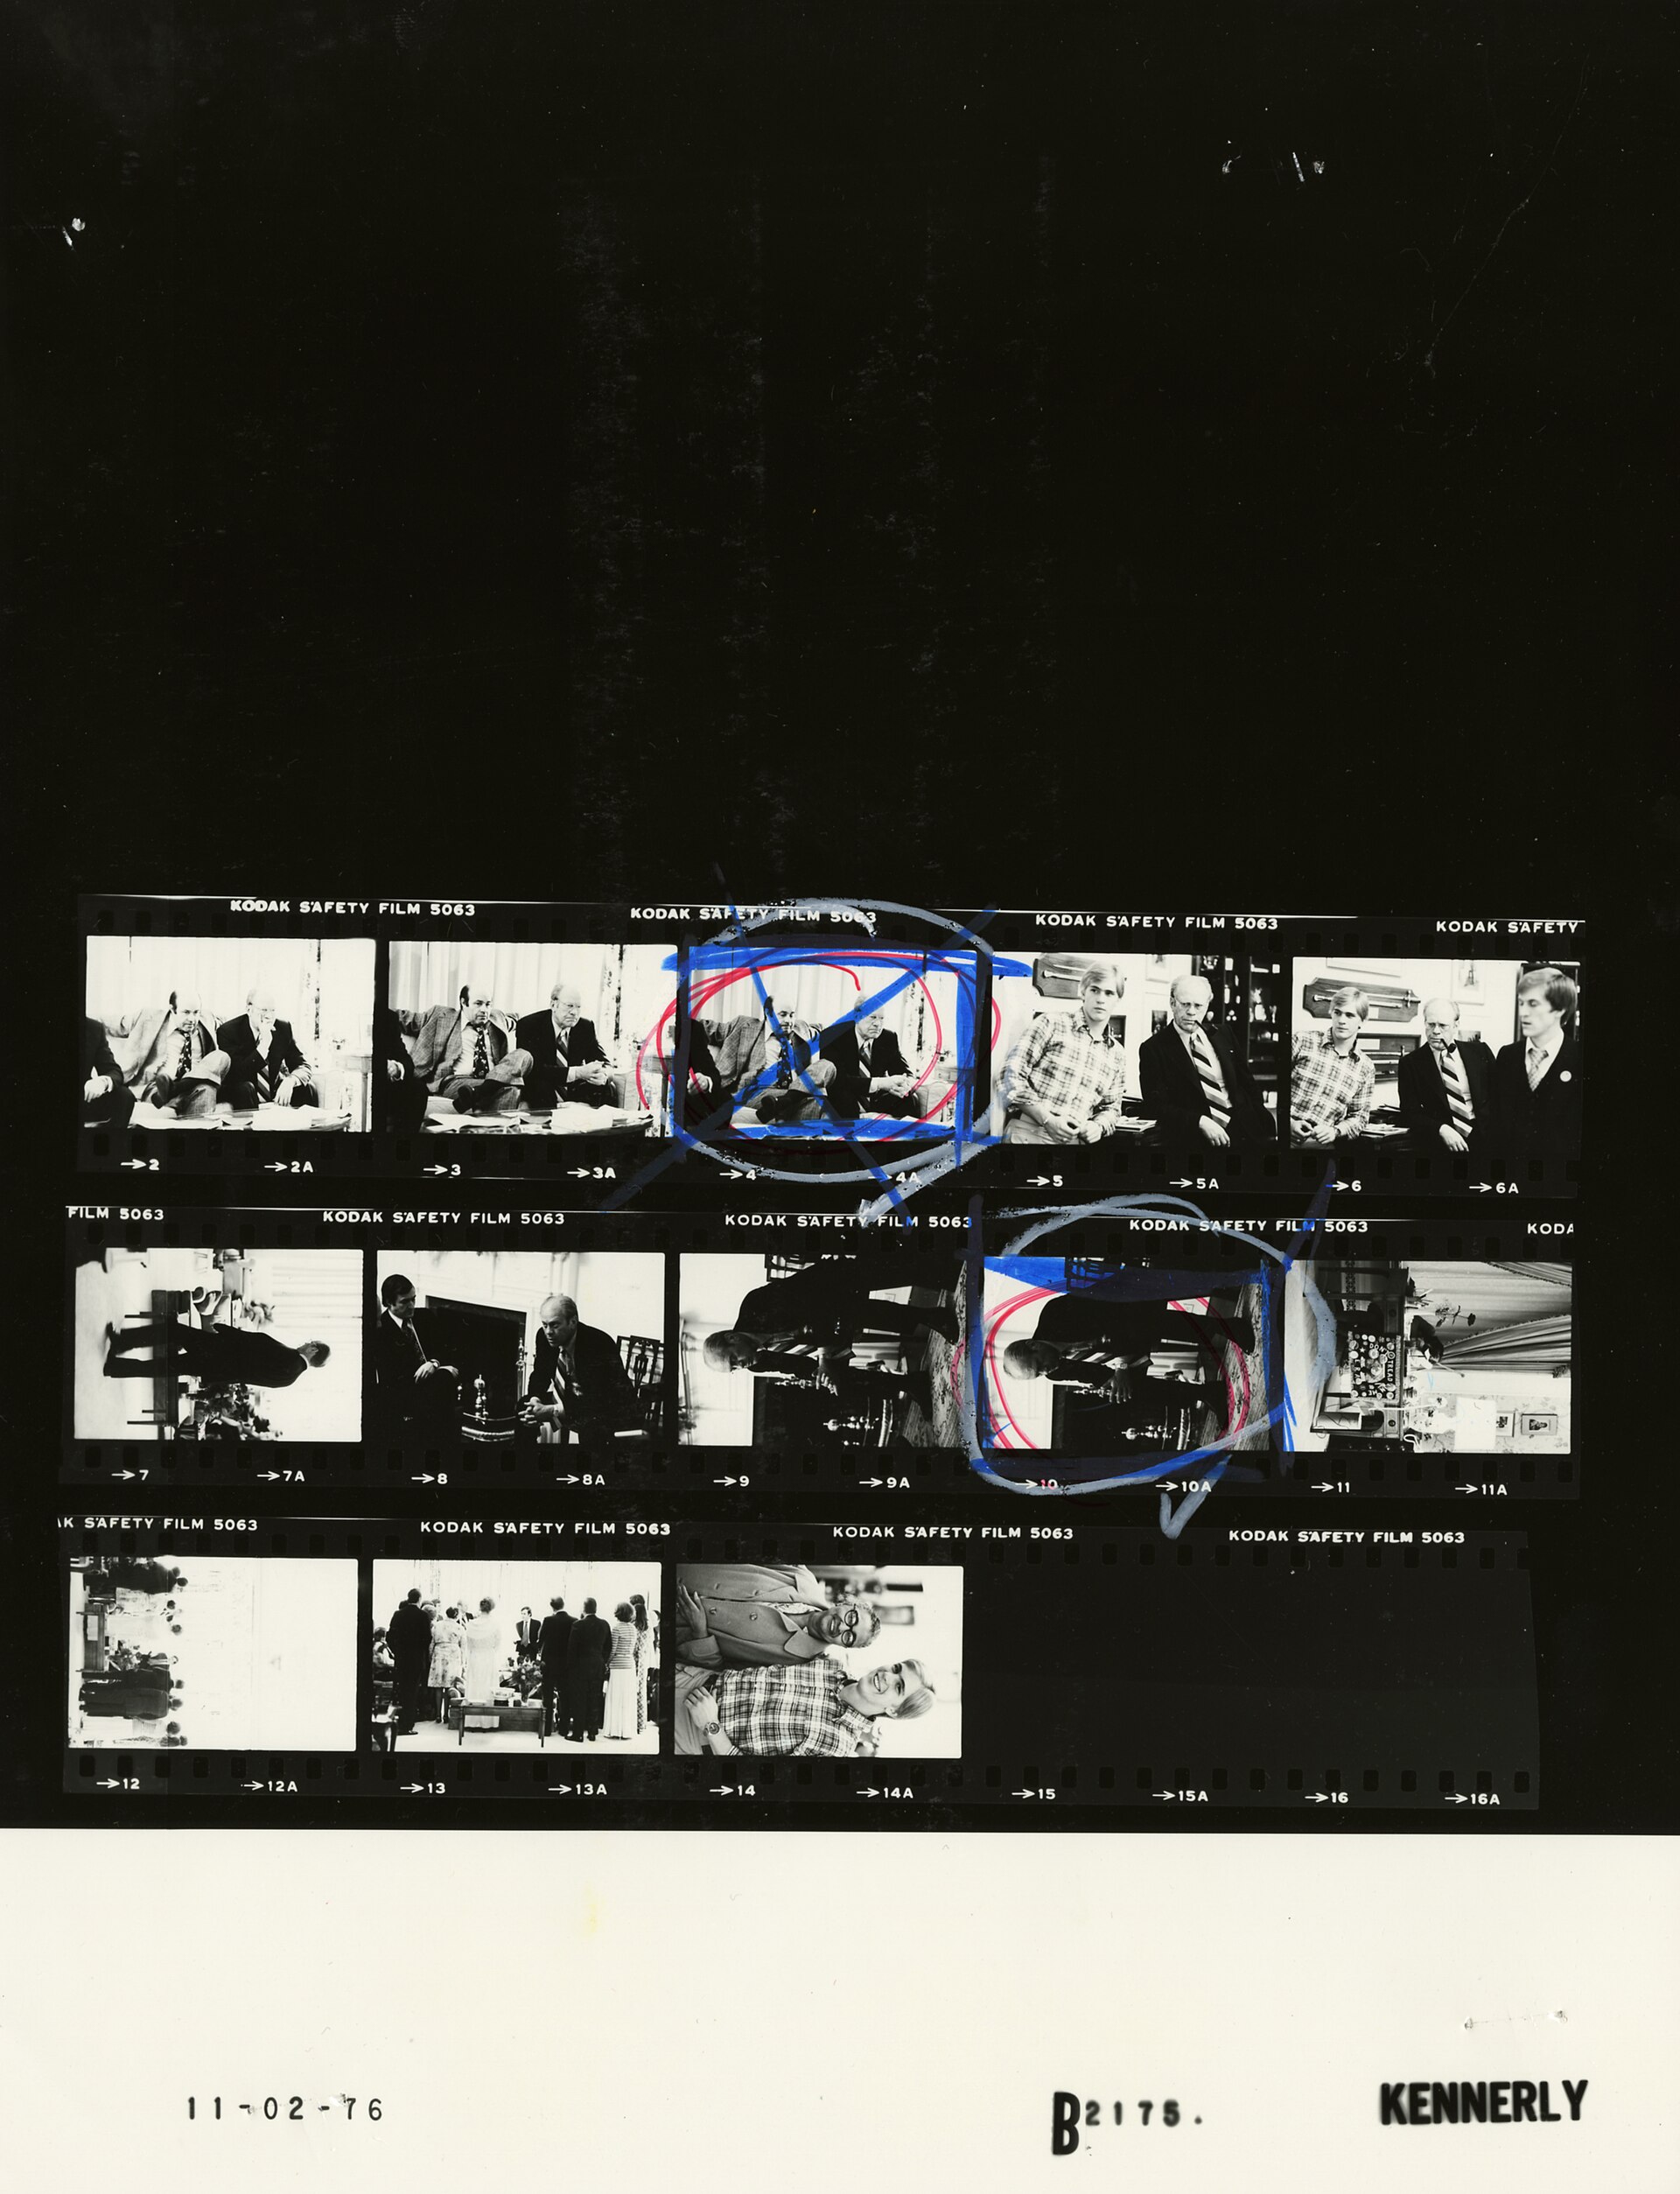 KODAK SAFETY FILM 5063 KODAK SAFETY FILM 5063 KODAK SAFETY FILM 5063 KODAK SAFETY
→2 →2A →3 →3A →4 →4A →5 →5A →6 →6A
FILM 5063 KODAK SAFETY FILM 5063 KODAK SAFETY FILM 5063 KODAK SAFETY FILM 5063 KODA
→7 →7A →8 →8A →9 →9A →10 →10A →11 →11A
AK SAFETY FILM 5063 KODAK SAFETY FILM 5063 KODAK SAFETY FILM 5063 KODAK SAFETY FILM 5063
→12 →12A →13 →13A →14 →14A →15 →15A →16 →16A
11-02-76 B2175. KENNERLY